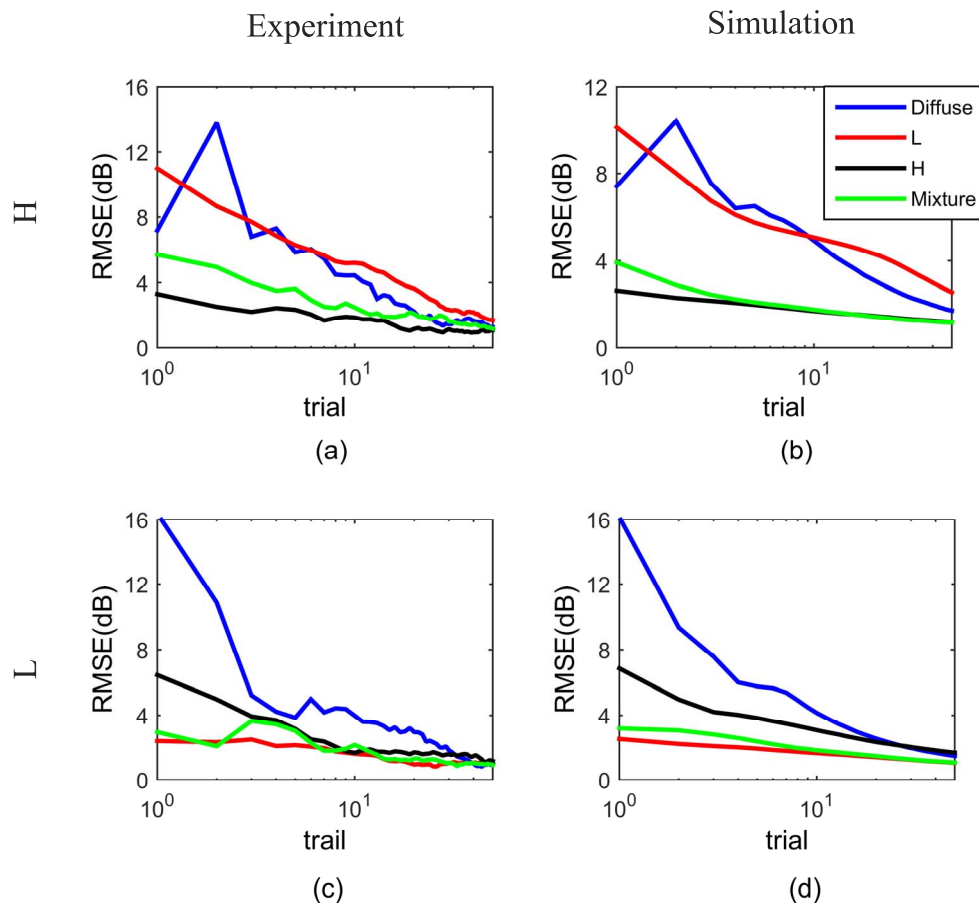 Experiment
Simulation
H
16
12
8
4
0
RMSE(dB)
10^0
10^1
trial
(a)
12
8
4
0
RMSE(dB)
10^0
10^1
trial
(b)
Diffuse
L
H
Mixture
L
16
12
8
4
0
RMSE(dB)
10^0
10^1
trail
(c)
16
12
8
4
0
RMSE(dB)
10^0
10^1
trial
(d)